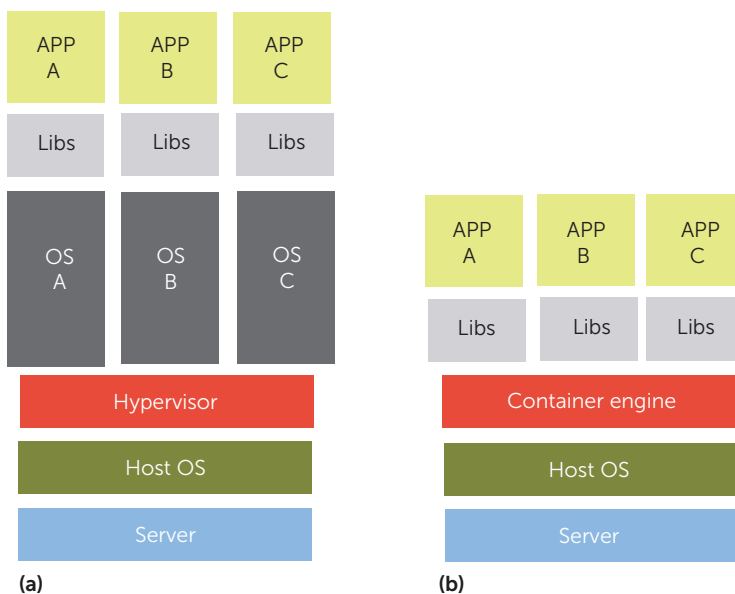 APP
A
APP
B
APP
C
Libs
Libs
Libs
OS
A
OS
B
OS
C
Hypervisor
Host OS
Server
(a)
APP
A
APP
B
APP
C
Libs
Libs
Libs
Container engine
Host OS
Server
(b)